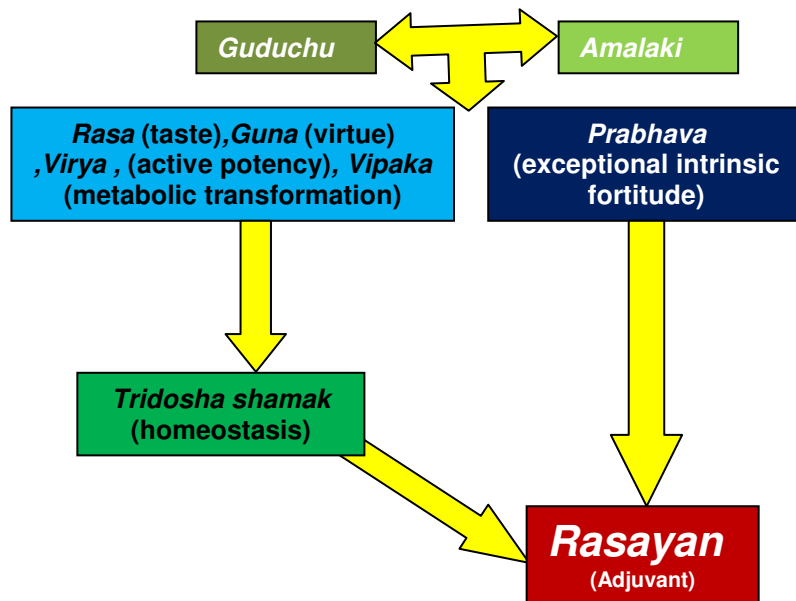 Guduchu
Amalaki
Rasa (taste),Guna (virtue)
,Virya , (active potency), Vipaka
(metabolic transformation)
Prabhava
(exceptional intrinsic
fortitude)
Tridosha shamak
(homeostasis)
Rasayan
(Adjuvant)